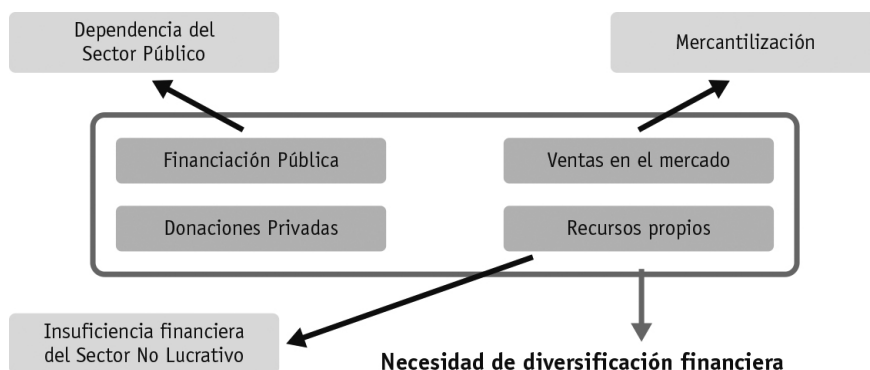 Dependencia del
Sector Público
Mercantilización
Financiación Pública
Ventas en el mercado
Donaciones Privadas
Recursos propios
Insuficiencia financiera
del Sector No Lucrativo
Necesidad de diversificación financiera